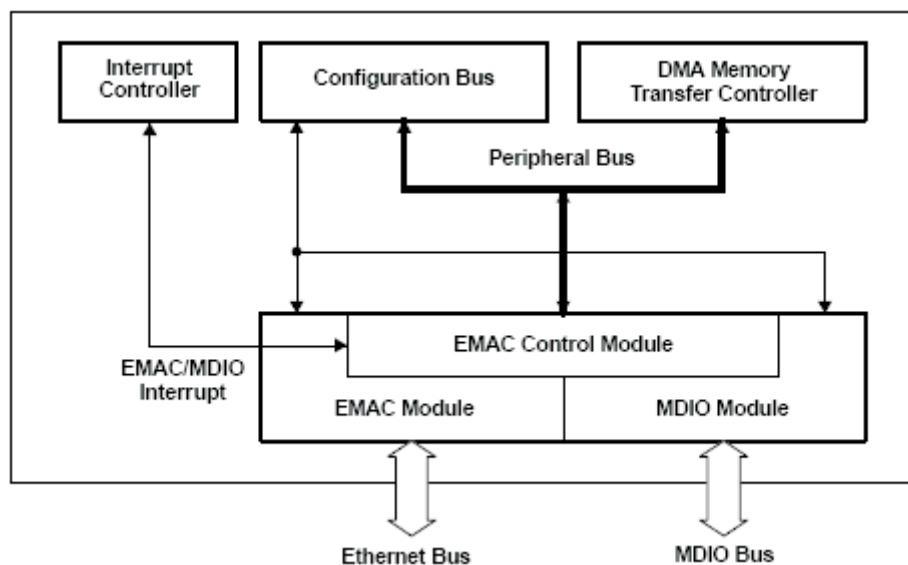 Interrupt
Controller
Configuration Bus
DMA Memory
Transfer Controller
Peripheral Bus
EMAC Control Module
EMAC/MDIO
Interrupt
EMAC Module
MDIO Module
Ethernet Bus
MDIO Bus